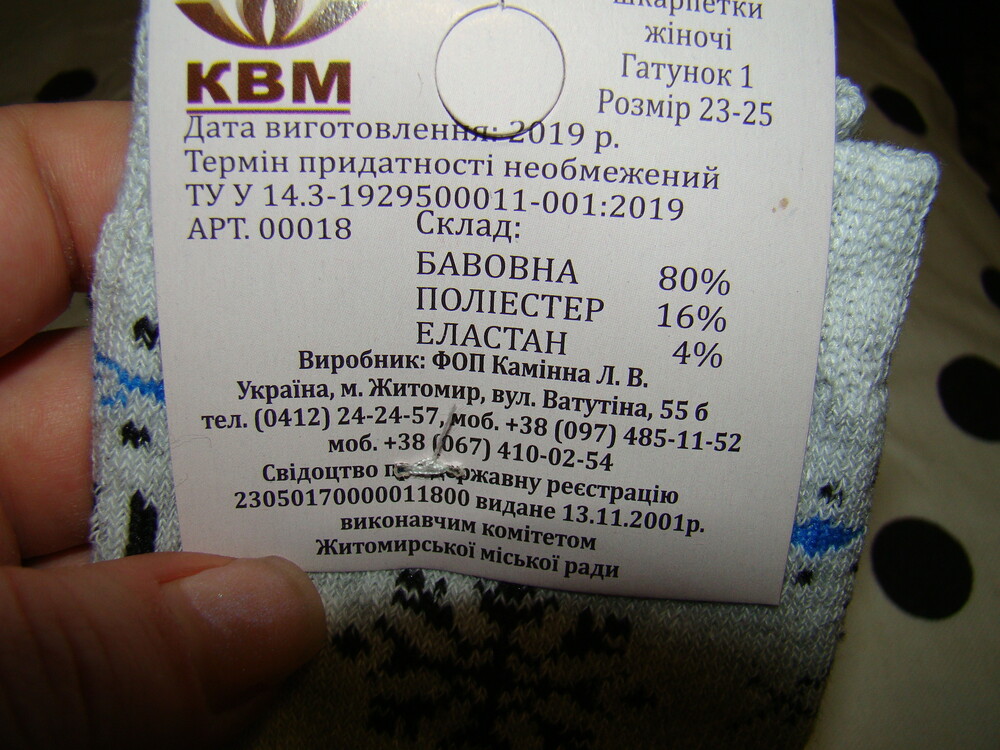 шкарпетки
жіночі
Гатунок 1
Розмір 23-25
КВМ
Дата виготовлення: 2019 р.
Термін придатності необмежений
ТУ У 14.3-1929500011-001:2019
АРТ. 00018
Склад:
БАВОВНА 80%
ПОЛІЕСТЕР 16%
ЕЛАСТАН 4%
Виробник: ФОП Камінна Л. В.
Україна, м. Житомир, вул. Ватутіна, 55 б
тел. (0412) 24-24-57, моб. +38 (097) 485-11-52
моб. +38 (067) 410-02-54
Свідоцтво про державну реєстрацію
23050170000011800 видане 13.11.2001р.
виконавчим комітетом
Житомирської міської ради